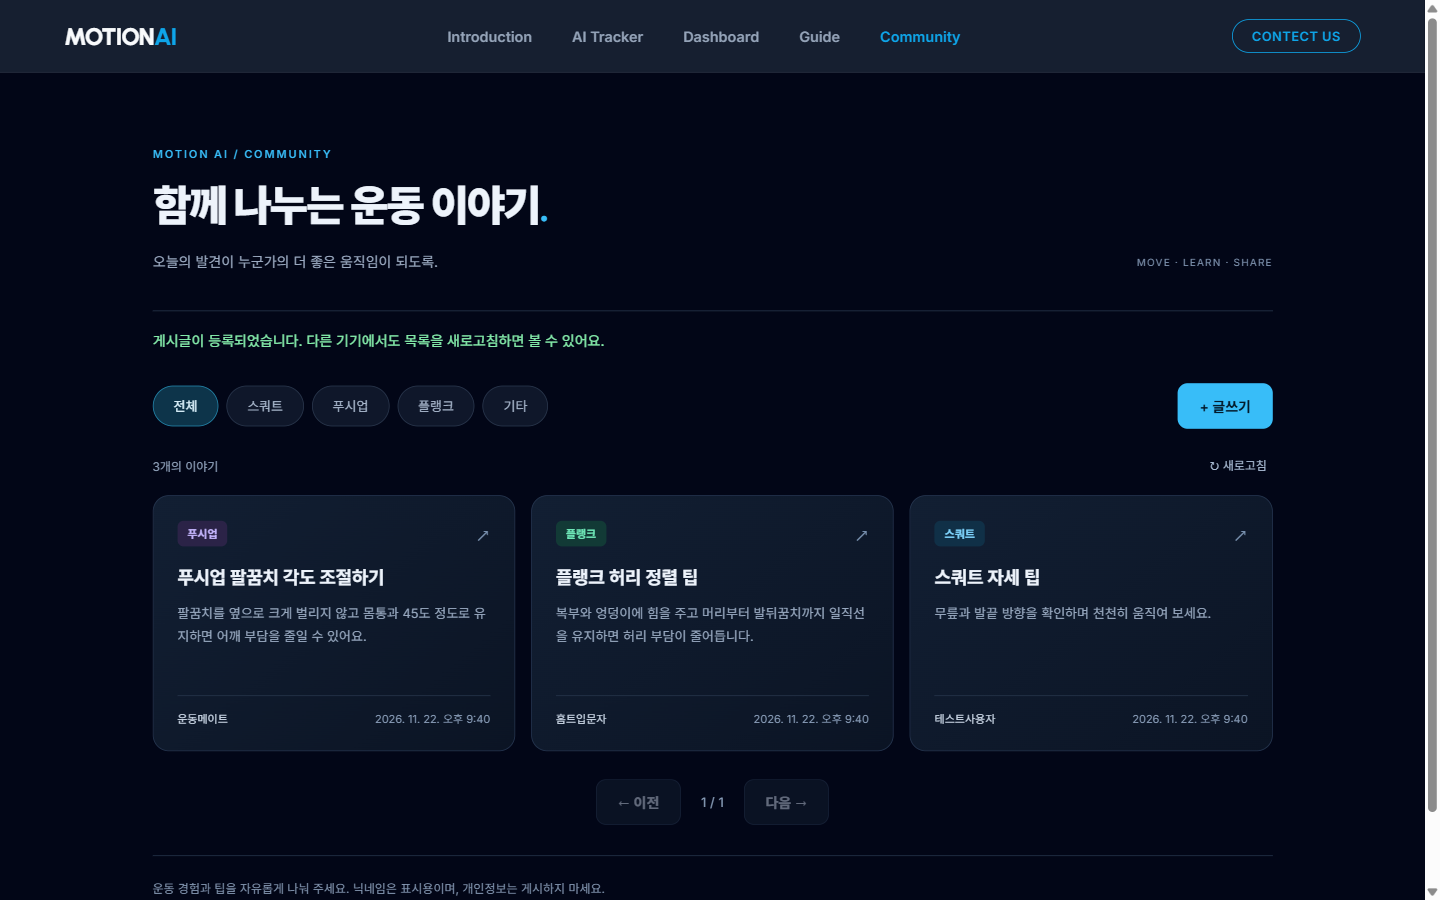 MOTIONAI
Introduction
AI Tracker
Dashboard
Guide
Community
CONTECT US
MOTION AI / COMMUNITY
함께 나누는 운동 이야기.
오늘의 발견이 누군가의 더 좋은 움직임이 되도록.
MOVE · LEARN · SHARE
게시글이 등록되었습니다. 다른 기기에서도 목록을 새로고침하면 볼 수 있어요.
전체
스쿼트
푸시업
플랭크
기타
+ 글쓰기
3개의 이야기
↻ 새로고침
푸시업
↗
푸시업 팔꿈치 각도 조절하기
팔꿈치를 옆으로 크게 벌리지 않고 몸통과 45도 정도로 유
지하면 어깨 부담을 줄일 수 있어요.
운동메이트
2026. 11. 22. 오후 9:40
플랭크
↗
플랭크 허리 정렬 팁
복부와 엉덩이에 힘을 주고 머리부터 발뒤꿈치까지 일직선
을 유지하면 허리 부담이 줄어듭니다.
홈트입문자
2026. 11. 22. 오후 9:40
스쿼트
↗
스쿼트 자세 팁
무릎과 발끝 방향을 확인하며 천천히 움직여 보세요.
테스트사용자
2026. 11. 22. 오후 9:40
← 이전
1 / 1
다음 →
운동 경험과 팁을 자유롭게 나눠 주세요. 닉네임은 표시용이며, 개인정보는 게시하지 마세요.